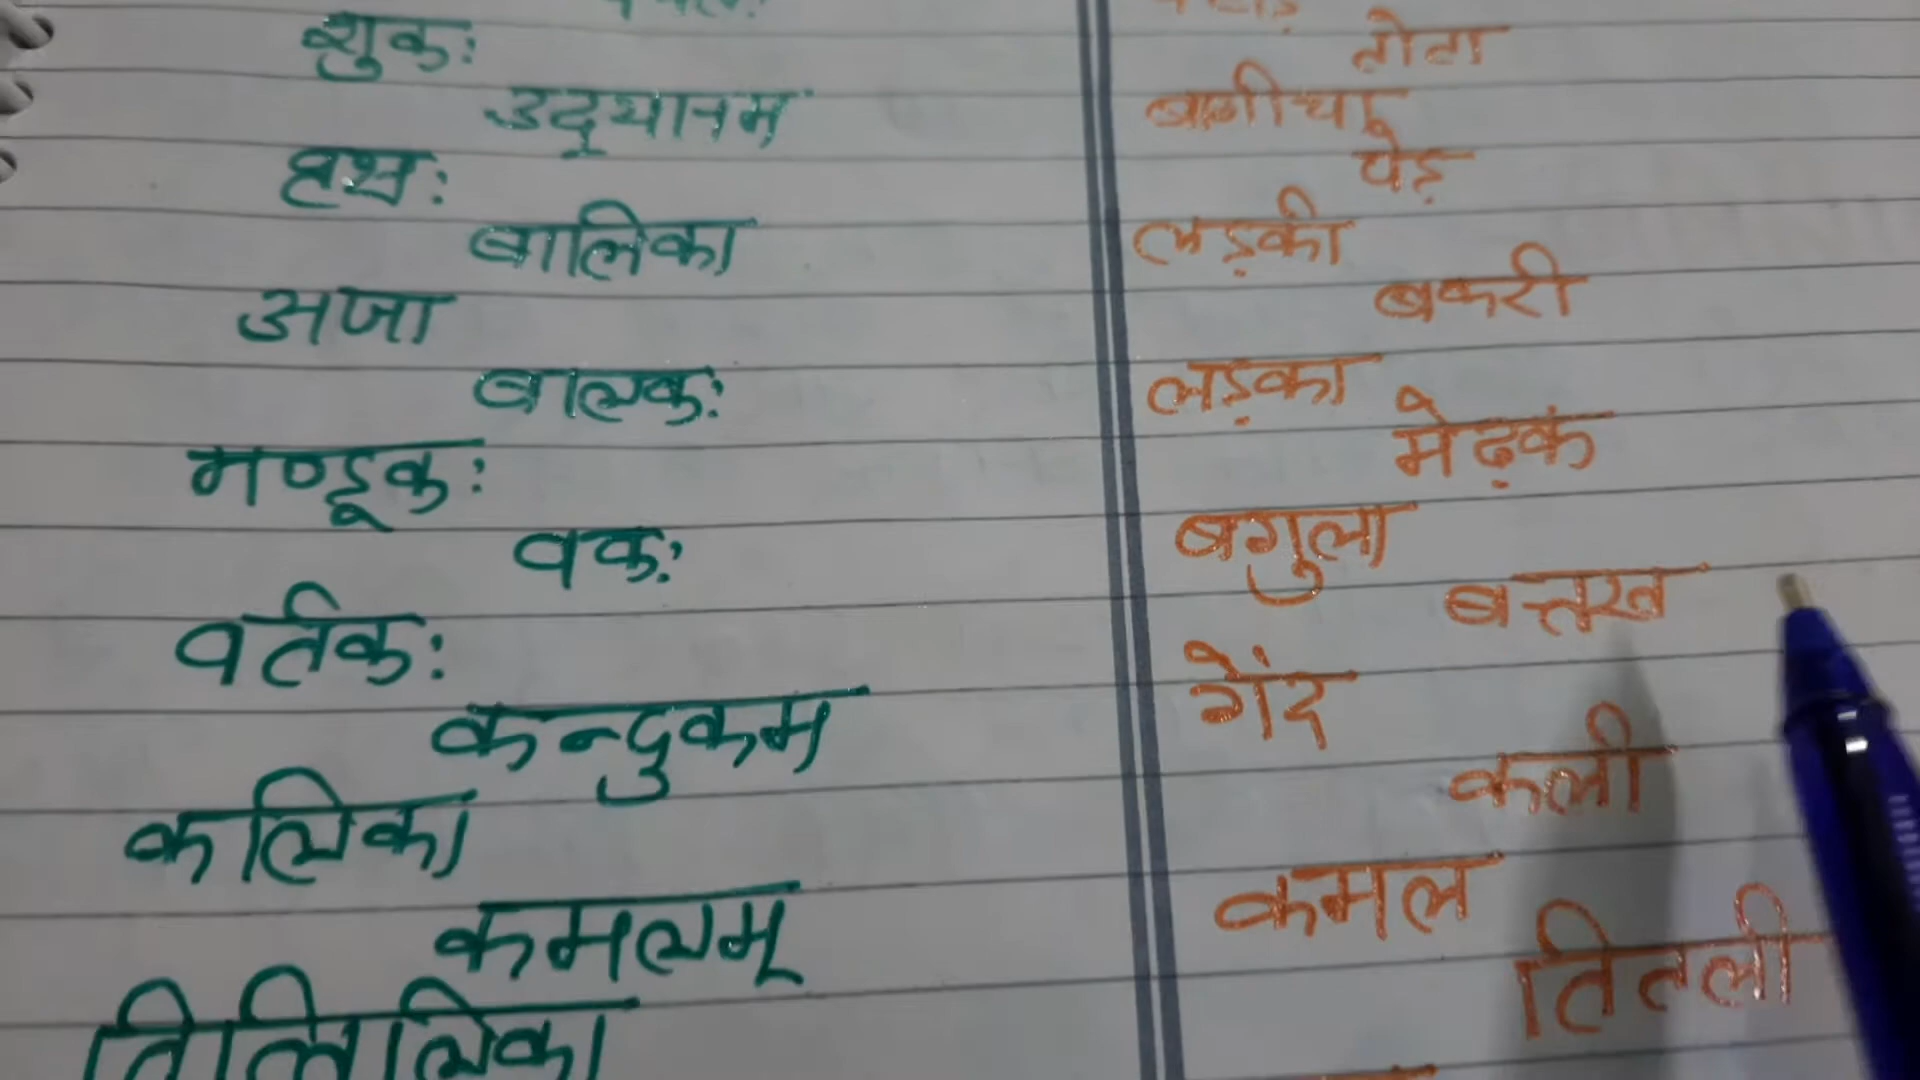 शुकः तोता
उद्यानम बागीचा
पेड़
बालिका लड़की
अजा बकरी
बालकः लड़का
मण्डूकः मेंढ़क
वकः बगुला
वर्तकः बत्तख
कन्दुकम गेंद
कलिका कली
कमलम् कमल
तितली